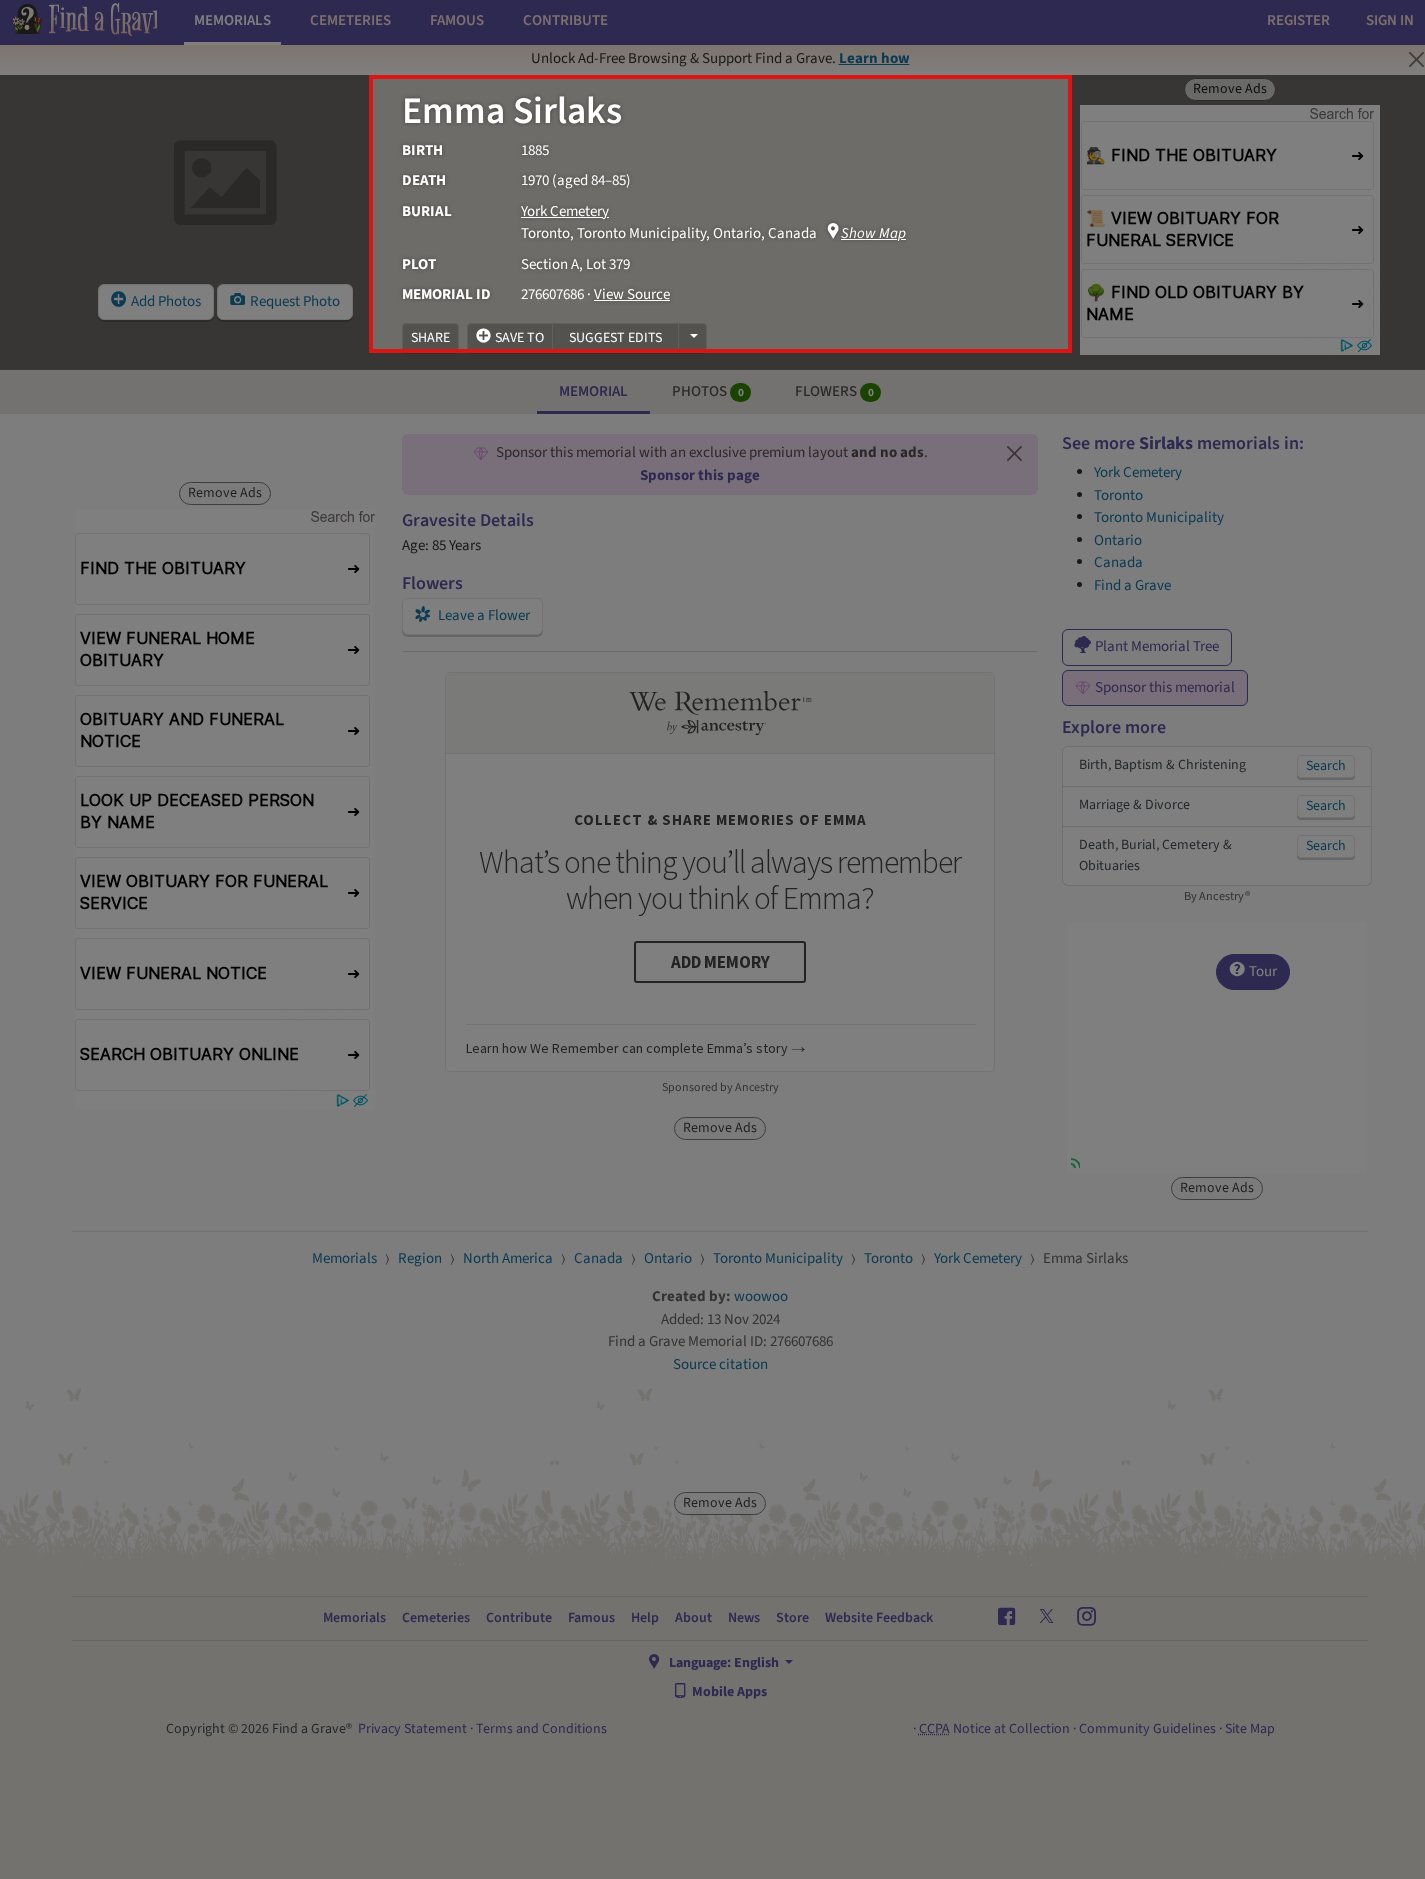 Find a Grave
MEMORIALS
CEMETERIES
FAMOUS
CONTRIBUTE
REGISTER
SIGN IN
Unlock Ad-Free Browsing & Support Find a Grave. Learn how
Add Photos
Request Photo
Emma Sirlaks
BIRTH 1885
DEATH 1970 (aged 84–85)
BURIAL York Cemetery
Toronto, Toronto Municipality, Ontario, Canada Show Map
PLOT Section A, Lot 379
MEMORIAL ID 276607686 · View Source
SHARE
SAVE TO
SUGGEST EDITS
Remove Ads
Search for
FIND THE OBITUARY
VIEW OBITUARY FOR
FUNERAL SERVICE
FIND OLD OBITUARY BY
NAME
MEMORIAL
PHOTOS 0
FLOWERS 0
Remove Ads
Search for
FIND THE OBITUARY
VIEW FUNERAL HOME
OBITUARY
OBITUARY AND FUNERAL
NOTICE
LOOK UP DECEASED PERSON
BY NAME
VIEW OBITUARY FOR FUNERAL
SERVICE
VIEW FUNERAL NOTICE
SEARCH OBITUARY ONLINE
Sponsor this memorial with an exclusive premium layout and no ads.
Sponsor this page
Gravesite Details
Age: 85 Years
Flowers
Leave a Flower
We Remember™
by ancestry
COLLECT & SHARE MEMORIES OF EMMA
What’s one thing you’ll always remember
when you think of Emma?
ADD MEMORY
Learn how We Remember can complete Emma’s story →
Sponsored by Ancestry
Remove Ads
See more Sirlaks memorials in:
York Cemetery
Toronto
Toronto Municipality
Ontario
Canada
Find a Grave
Plant Memorial Tree
Sponsor this memorial
Explore more
Birth, Baptism & Christening Search
Marriage & Divorce Search
Death, Burial, Cemetery & Search
Obituaries
By Ancestry®
Tour
Remove Ads
Memorials 〉 Region 〉 North America 〉 Canada 〉 Ontario 〉 Toronto Municipality 〉 Toronto 〉 York Cemetery 〉 Emma Sirlaks
Created by: woowoo
Added: 13 Nov 2024
Find a Grave Memorial ID: 276607686
Source citation
Remove Ads
Memorials Cemeteries Contribute Famous Help About News Store Website Feedback
Language: English
Mobile Apps
Copyright © 2026 Find a Grave® Privacy Statement · Terms and Conditions
· CCPA Notice at Collection · Community Guidelines · Site Map